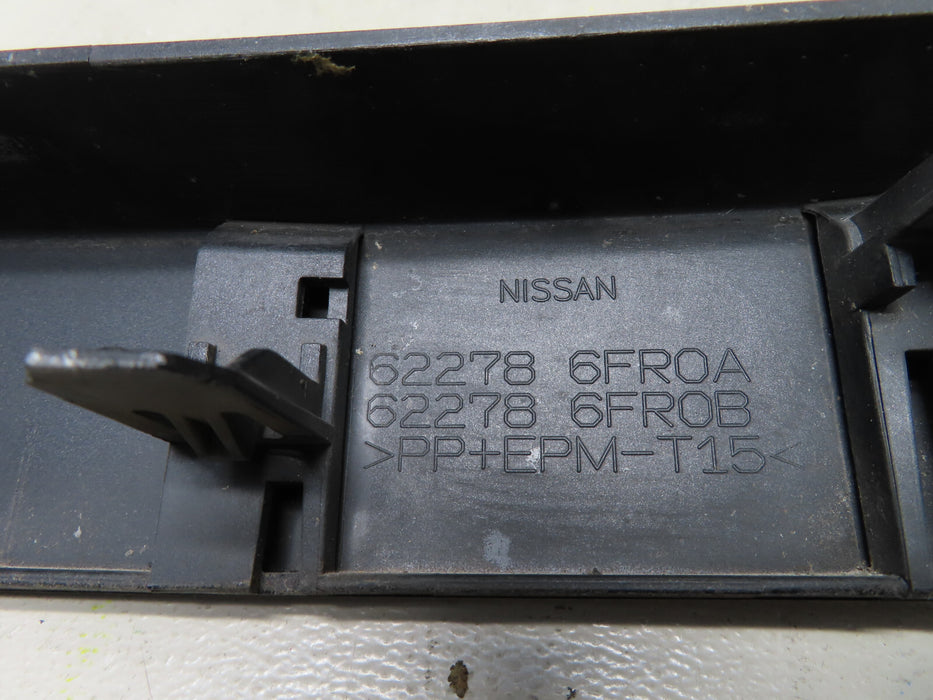 NISSAN
62278 6FR0A
62278 6FR0B
>PP+EPM-T15<